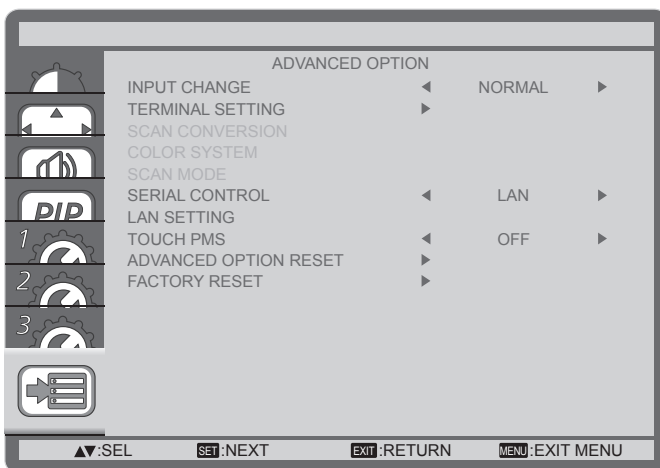 ADVANCED OPTION
INPUT CHANGE ◀ NORMAL ▶
TERMINAL SETTING ▶
SCAN CONVERSION
COLOR SYSTEM
SCAN MODE
SERIAL CONTROL ◀ LAN ▶
LAN SETTING
TOUCH PMS ◀ OFF ▶
ADVANCED OPTION RESET ▶
FACTORY RESET ▶
PIP
1
2
3
▲▼:SEL SET:NEXT EXIT:RETURN MENU:EXIT MENU